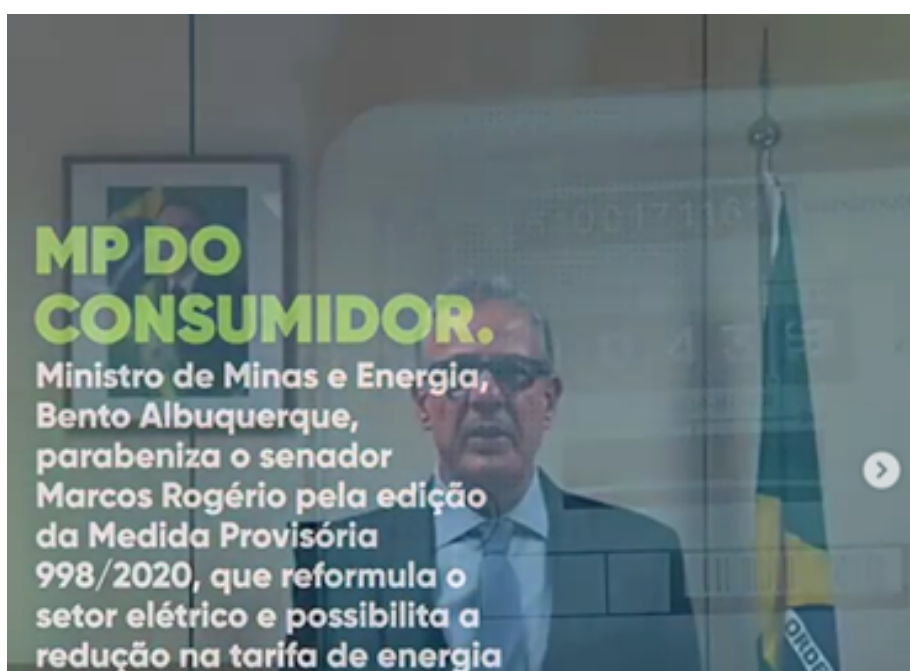 MP DO
CONSUMIDOR.
Ministro de Minas e Energia,
Bento Albuquerque,
parabeniza o senador
Marcos Rogério pela edição
da Medida Provisória
998/2020, que reformula o
setor elétrico e possibilita a
redução na tarifa de energia
ORDE